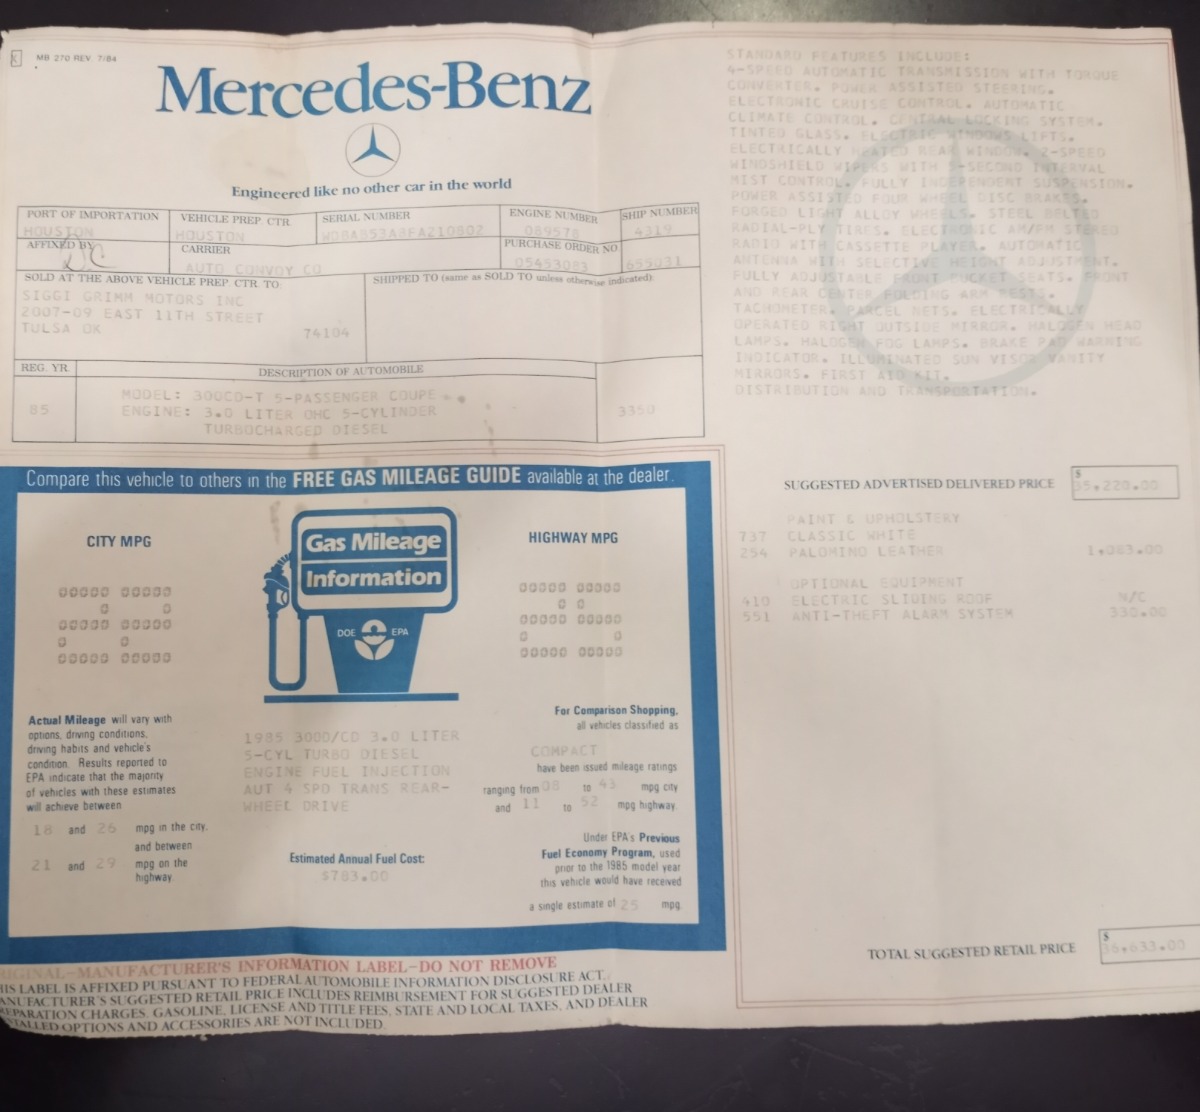 MB 270 REV 7/84
Mercedes-Benz
Engineered like no other car in the world
PORT OF IMPORTATION
HOUSTON
VEHICLE PREP. CTR.
HOUSTON
SERIAL NUMBER
WDBAB53A8FA210802
ENGINE NUMBER
089578
SHIP NUMBER
4319
AFFIXED BY
CARRIER
AUTO CONVOY CO
PURCHASE ORDER NO.
05453083
655031
SOLD AT THE ABOVE VEHICLE PREP. CTR. TO:
SIGGI GRIMM MOTORS INC
2007-09 EAST 11TH STREET
TULSA OK 74104
SHIPPED TO (same as SOLD TO unless otherwise indicated):
REG. YR.
85
DESCRIPTION OF AUTOMOBILE
MODEL: 300CD-T 5-PASSENGER COUPE
ENGINE: 3.0 LITER OHC 5-CYLINDER
TURBOCHARGED DIESEL
3350
Compare this vehicle to others in the FREE GAS MILEAGE GUIDE available at the dealer.
CITY MPG
Gas Mileage
Information
DOE EPA
HIGHWAY MPG
Actual Mileage will vary with
options, driving conditions,
driving habits and vehicle's
condition. Results reported to
EPA indicate that the majority
of vehicles with these estimates
will achieve between
18 and 26 mpg in the city,
and between
21 and 29 mpg on the
highway.
1985 300D/CD 3.0 LITER
5-CYL TURBO DIESEL
ENGINE FUEL INJECTION
AUT 4 SPD TRANS REAR-
WHEEL DRIVE
Estimated Annual Fuel Cost:
$783.00
For Comparison Shopping,
all vehicles classified as
COMPACT
have been issued mileage ratings
ranging from 08 to 43 mpg city
and 11 to 52 mpg highway.
Under EPA's Previous
Fuel Economy Program, used
prior to the 1985 model year
this vehicle would have received
a single estimate of 25 mpg.
ORIGINAL-MANUFACTURER'S INFORMATION LABEL-DO NOT REMOVE
THIS LABEL IS AFFIXED PURSUANT TO FEDERAL AUTOMOBILE INFORMATION DISCLOSURE ACT.
MANUFACTURER'S SUGGESTED RETAIL PRICE INCLUDES REIMBURSEMENT FOR SUGGESTED DEALER
PREPARATION CHARGES. GASOLINE, LICENSE AND TITLE FEES, STATE AND LOCAL TAXES, AND DEALER
INSTALLED OPTIONS AND ACCESSORIES ARE NOT INCLUDED.
STANDARD FEATURES INCLUDE:
4-SPEED AUTOMATIC TRANSMISSION WITH TORQUE
CONVERTER. POWER ASSISTED STEERING.
ELECTRONIC CRUISE CONTROL. AUTOMATIC
CLIMATE CONTROL. CENTRAL LOCKING SYSTEM.
TINTED GLASS. ELECTRIC WINDOWS LIFTS.
ELECTRICALLY HEATED REAR WINDOW. 2-SPEED
WINDSHIELD WIPERS WITH 5-SECOND INTERVAL
MIST CONTROL. FULLY INDEPENDENT SUSPENSION.
POWER ASSISTED FOUR WHEEL DISC BRAKES.
FORGED LIGHT ALLOY WHEELS. STEEL BELTED
RADIAL-PLY TIRES. ELECTRONIC AM/FM STEREO
RADIO WITH CASSETTE PLAYER. AUTOMATIC
ANTENNA WITH SELECTIVE HEIGHT ADJUSTMENT.
FULLY ADJUSTABLE FRONT BUCKET SEATS. FRONT
AND REAR CENTER FOLDING ARM RESTS.
TACHOMETER. PARCEL NETS. ELECTRICALLY
OPERATED RIGHT OUTSIDE MIRROR. HALOGEN HEAD
LAMPS. HALOGEN FOG LAMPS. BRAKE PAD WARNING
INDICATOR. ILLUMINATED SUN VISOR VANITY
MIRRORS. FIRST AID KIT.
DISTRIBUTION AND TRANSPORTATION.
SUGGESTED ADVERTISED DELIVERED PRICE $ 35,220.00
PAINT & UPHOLSTERY
737 CLASSIC WHITE
254 PALOMINO LEATHER 1,083.00
OPTIONAL EQUIPMENT
410 ELECTRIC SLIDING ROOF N/C
551 ANTI-THEFT ALARM SYSTEM 330.00
TOTAL SUGGESTED RETAIL PRICE $ 36,633.00